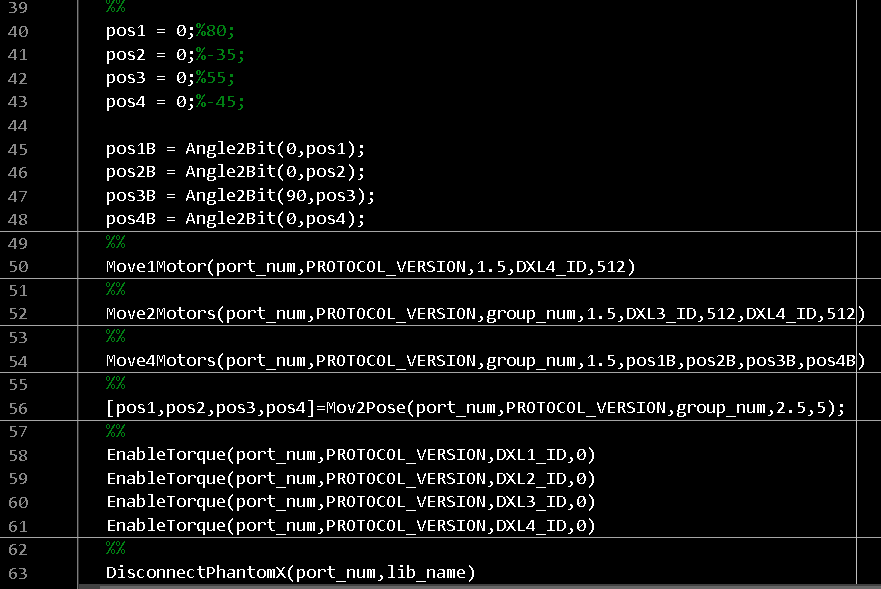 39 %%
40 pos1 = 0;%80;
41 pos2 = 0;%-35;
42 pos3 = 0;%55;
43 pos4 = 0;%-45;
44
45 pos1B = Angle2Bit(0,pos1);
46 pos2B = Angle2Bit(0,pos2);
47 pos3B = Angle2Bit(90,pos3);
48 pos4B = Angle2Bit(0,pos4);
49 %%
50 Move1Motor(port_num,PROTOCOL_VERSION,1.5,DXL4_ID,512)
51 %%
52 Move2Motors(port_num,PROTOCOL_VERSION,group_num,1.5,DXL3_ID,512,DXL4_ID,512)
53 %%
54 Move4Motors(port_num,PROTOCOL_VERSION,group_num,1.5,pos1B,pos2B,pos3B,pos4B)
55 %%
56 [pos1,pos2,pos3,pos4]=Mov2Pose(port_num,PROTOCOL_VERSION,group_num,2.5,5);
57 %%
58 EnableTorque(port_num,PROTOCOL_VERSION,DXL1_ID,0)
59 EnableTorque(port_num,PROTOCOL_VERSION,DXL2_ID,0)
60 EnableTorque(port_num,PROTOCOL_VERSION,DXL3_ID,0)
61 EnableTorque(port_num,PROTOCOL_VERSION,DXL4_ID,0)
62 %%
63 DisconnectPhantomX(port_num,lib_name)